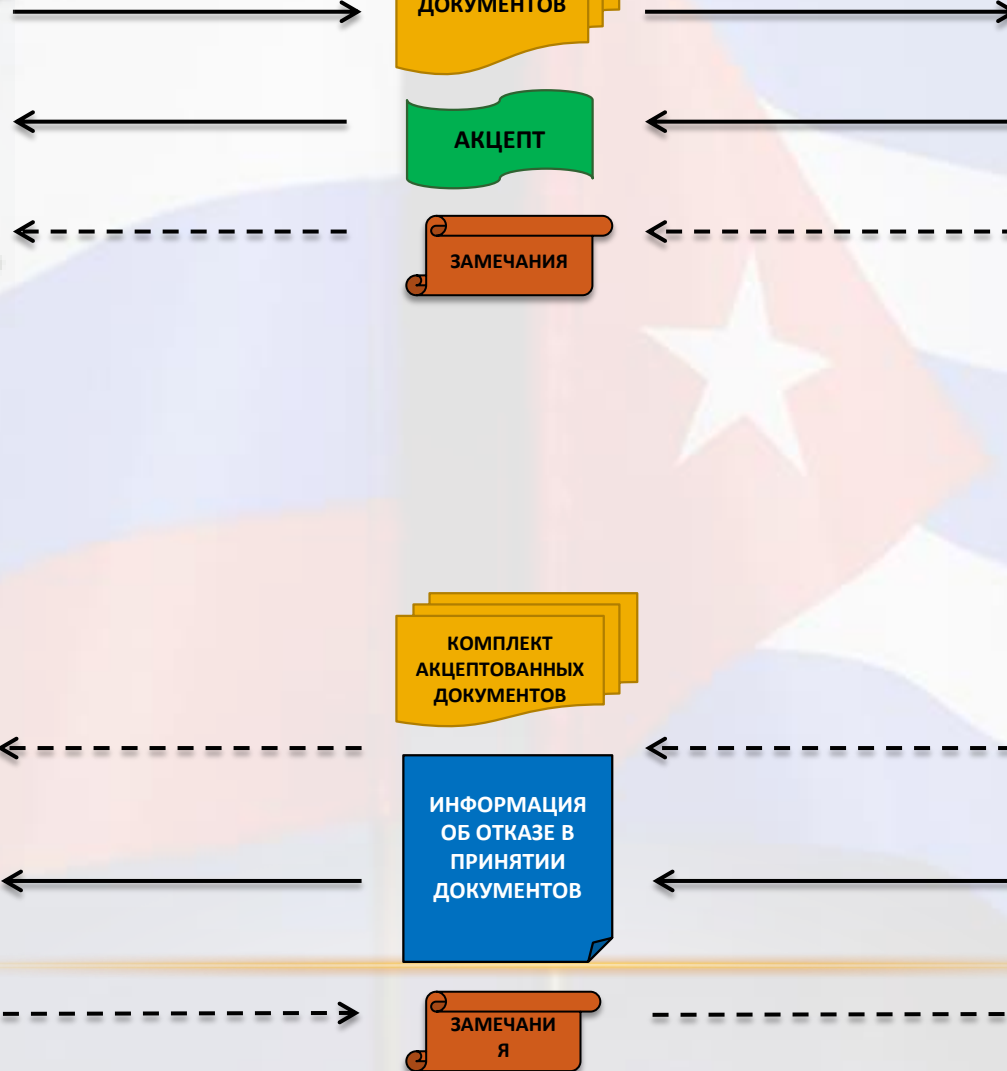 ДОКУМЕНТОВ
АКЦЕПТ
ЗАМЕЧАНИЯ
КОМПЛЕКТ
АКЦЕПТОВАННЫХ
ДОКУМЕНТОВ
ИНФОРМАЦИЯ
ОБ ОТКАЗЕ В
ПРИНЯТИИ
ДОКУМЕНТОВ
ЗАМЕЧАНИ
Я